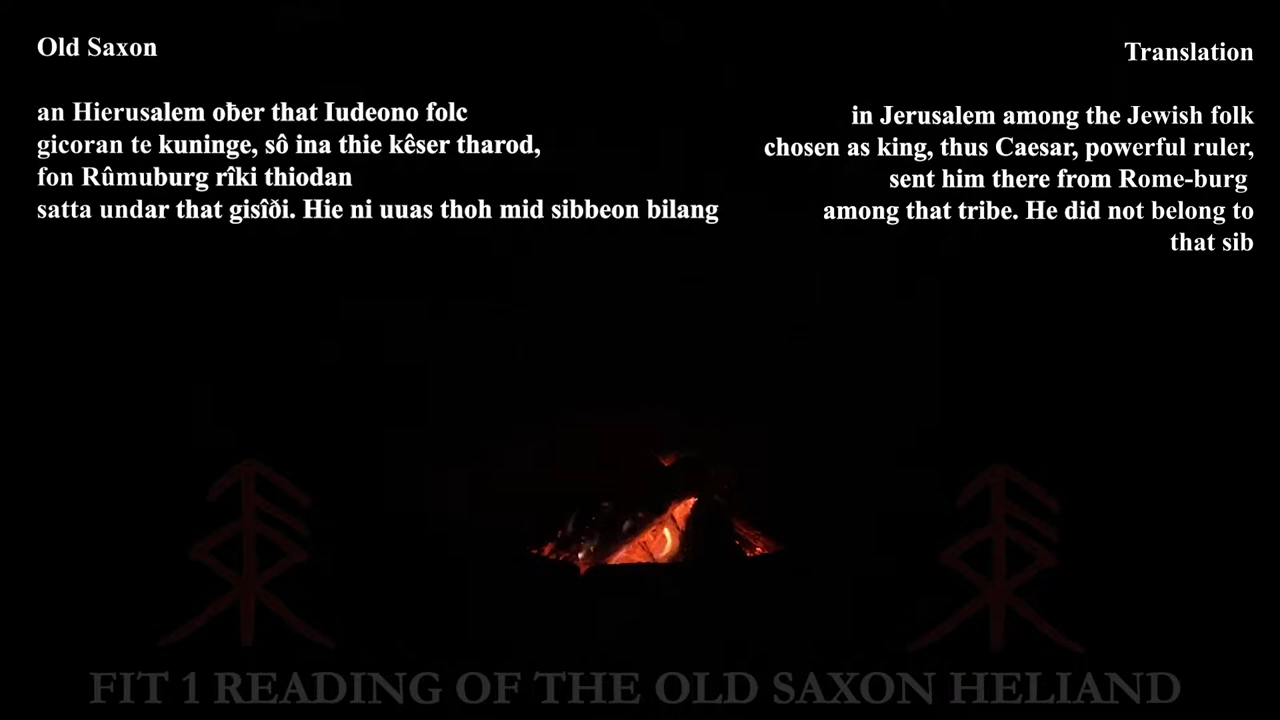 Old Saxon
an Hierusalem oƀer that Iudeono folc
gicoran te kuninge, sô ina thie kêser tharod,
fon Rûmuburg rîki thiodan
satta undar that gisîði. Hie ni uuas thoh mid sibbeon bilang
Translation
in Jerusalem among the Jewish folk
chosen as king, thus Caesar, powerful ruler,
sent him there from Rome-burg
among that tribe. He did not belong to
that sib
FIT 1 READING OF THE OLD SAXON HELIAND